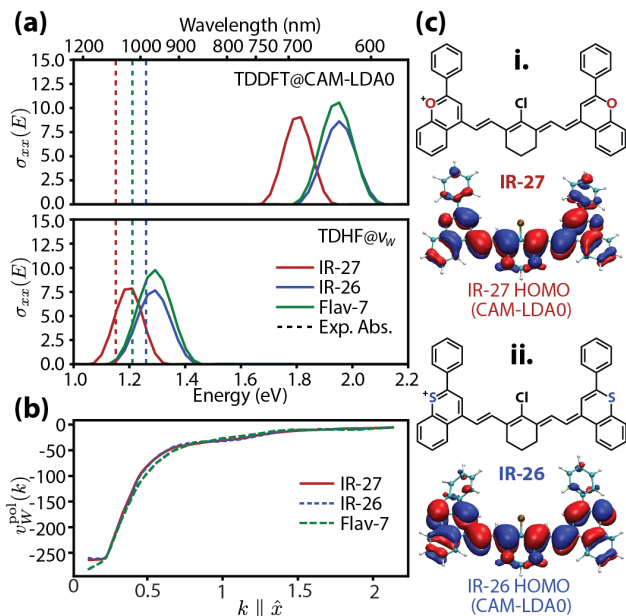 (a)
Wavelength (nm)
1200 1100 1000 900 800 700 600
15.0
12.5
10.0
7.5
5.0
2.5
0.0
σxx(E)
TDDFT@CAM-LDA0
15.0
12.5
10.0
7.5
5.0
2.5
0.0
σxx(E)
TDHF@vW
IR-27
IR-26
Flav-7
Exp. Abs.
1.0 1.2 1.4 1.6 1.8 2.0 2.2
Energy (eV)
(b)
0
-50
-100
-150
-200
-250
v_W^pol(k)
IR-27
IR-26
Flav-7
0 0.5 1 1.5 2
k ∥ x̂
(c)
i.
Cl
+
O
O
IR-27
IR-27 HOMO
(CAM-LDA0)
ii.
Cl
+
S
S
IR-26
IR-26 HOMO
(CAM-LDA0)